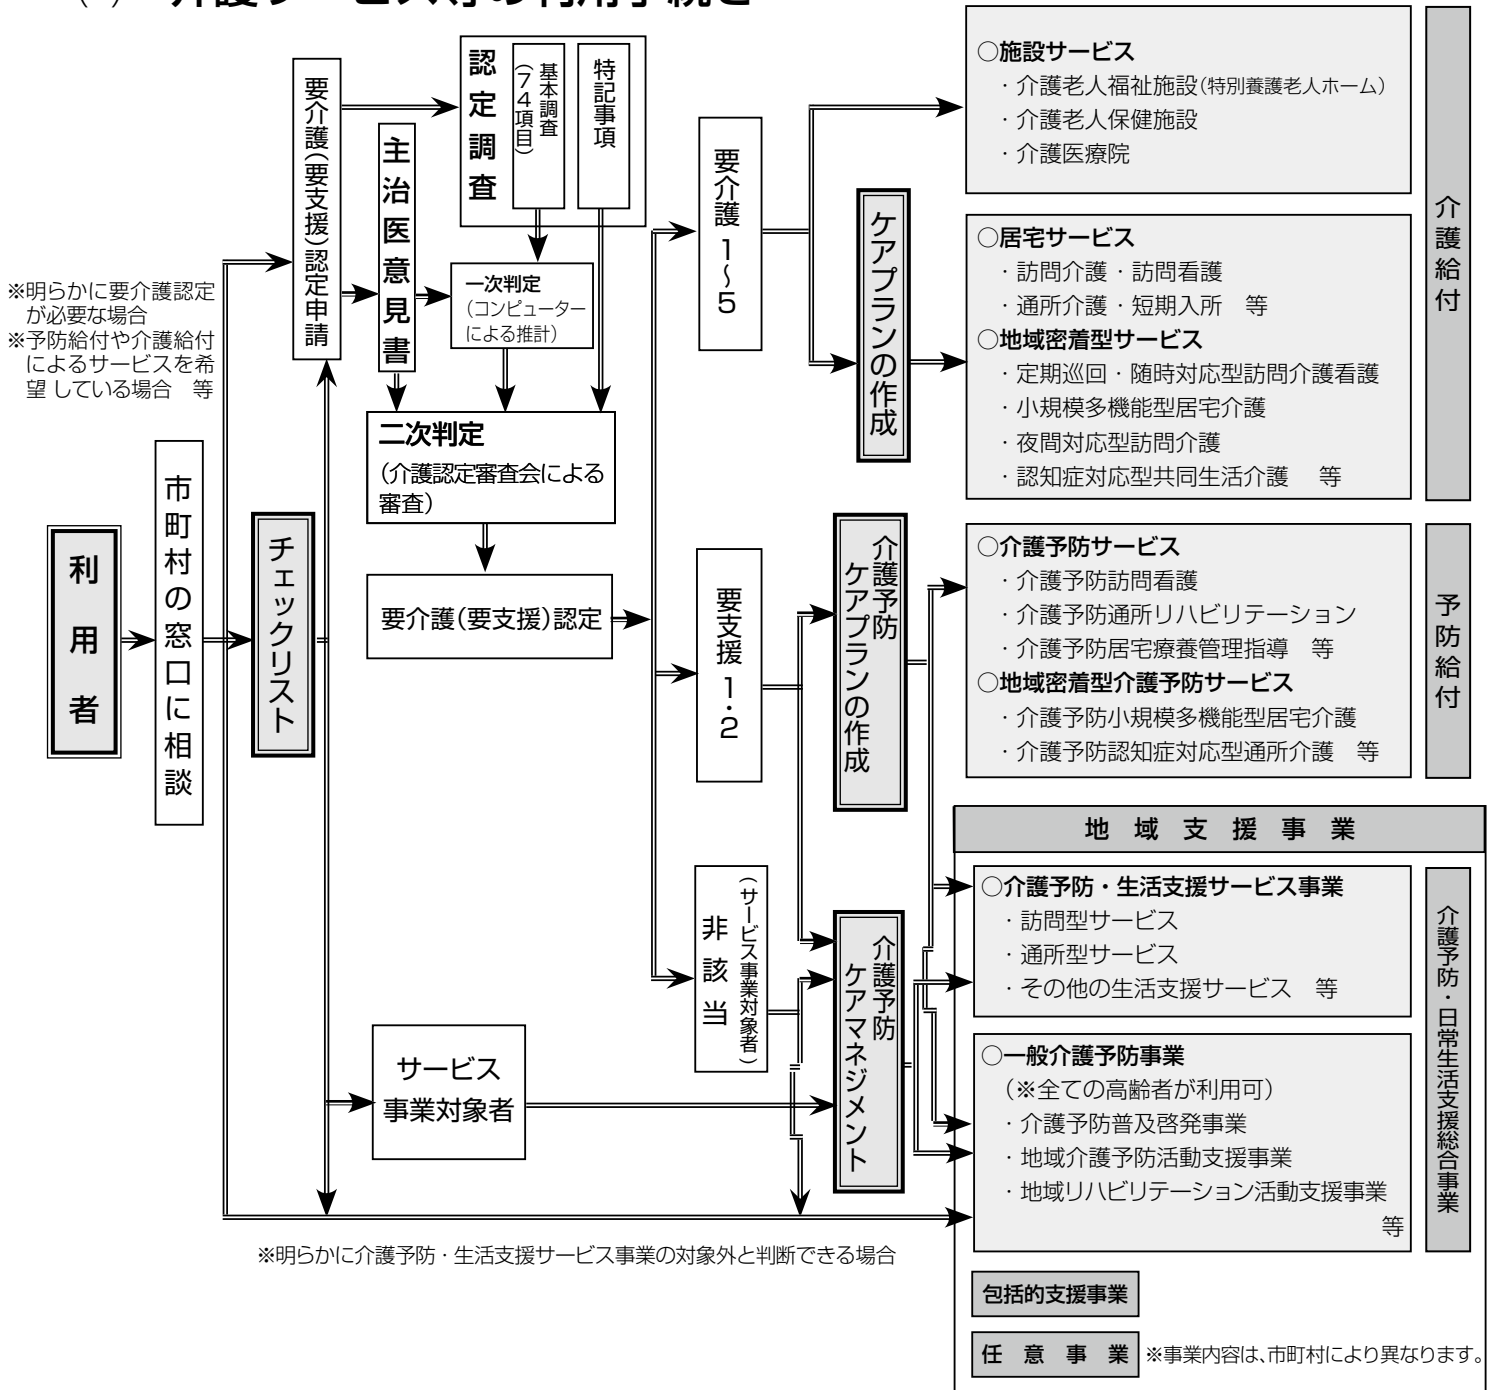 介護サービス等の利用手続き
※明らかに要介護認定
が必要な場合
※予防給付や介護給付
によるサービスを希
望 している場合　等
利用者
市町村の窓口に相談
チェックリスト
要介護（要支援）認定申請
主治医意見書
認定調査
基本調査
（74項目）
特記事項
一次判定
（コンピューター
による推計）
二次判定
（介護認定審査会による
審査）
要介護（要支援）認定
サービス
事業対象者
要介護 1～5
要支援 1・2
非該当
（サービス事業対象者）
ケアプランの作成
介護予防
ケアプランの作成
介護予防
ケアマネジメント
○施設サービス
・介護老人福祉施設（特別養護老人ホーム）
・介護老人保健施設
・介護医療院
○居宅サービス
・訪問介護・訪問看護
・通所介護・短期入所　等
○地域密着型サービス
・定期巡回・随時対応型訪問介護看護
・小規模多機能型居宅介護
・夜間対応型訪問介護
・認知症対応型共同生活介護　等
介護給付
○介護予防サービス
・介護予防訪問看護
・介護予防通所リハビリテーション
・介護予防居宅療養管理指導　等
○地域密着型介護予防サービス
・介護予防小規模多機能型居宅介護
・介護予防認知症対応型通所介護　等
予防給付
地域支援事業
○介護予防・生活支援サービス事業
・訪問型サービス
・通所型サービス
・その他の生活支援サービス　等
○一般介護予防事業
（※全ての高齢者が利用可）
・介護予防普及啓発事業
・地域介護予防活動支援事業
・地域リハビリテーション活動支援事業
等
介護予防・日常生活支援総合事業
※明らかに介護予防・生活支援サービス事業の対象外と判断できる場合
包括的支援事業
任意事業 ※事業内容は、市町村により異なります。